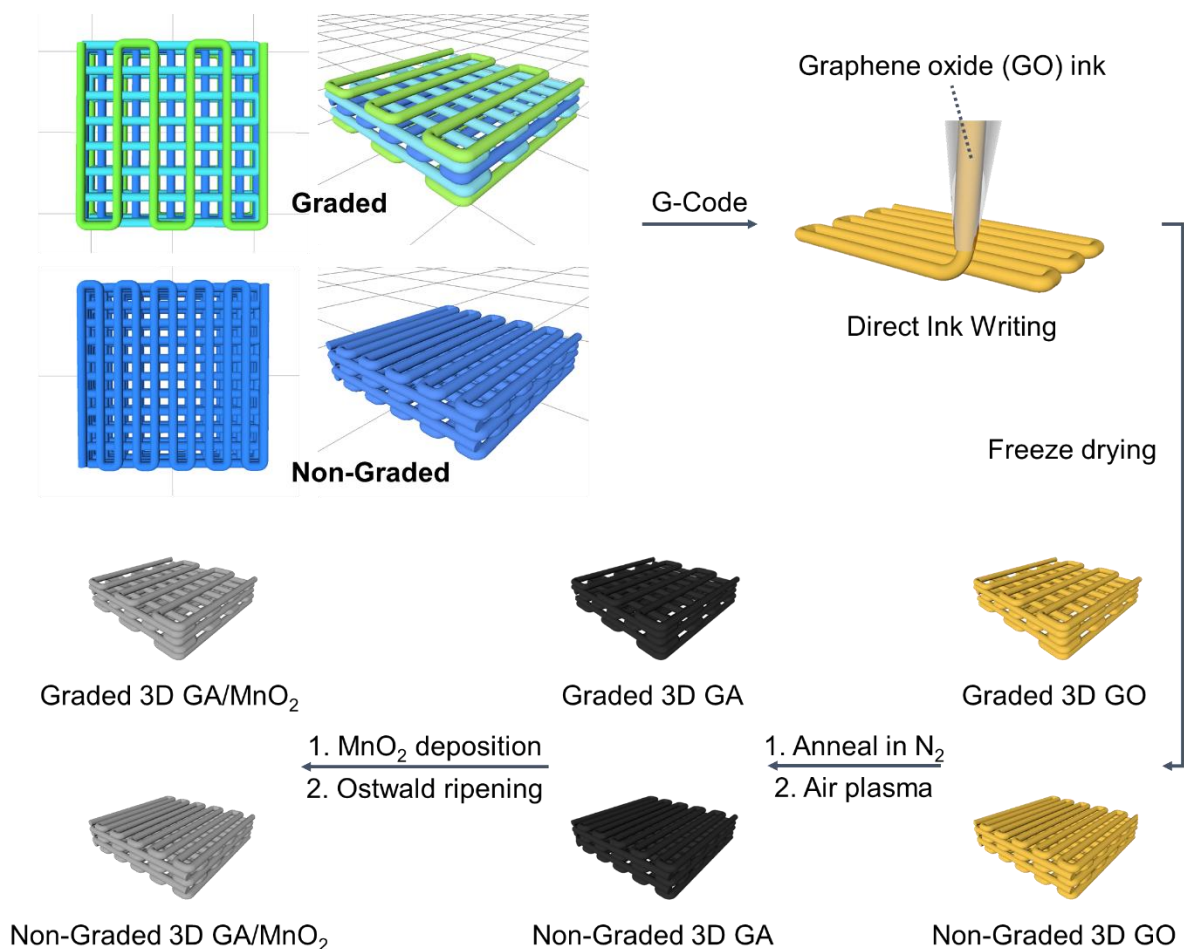 Graded
Non-Graded
G-Code
Graphene oxide (GO) ink
Direct Ink Writing
Freeze drying
Graded 3D GO
Non-Graded 3D GO
1. Anneal in N₂
2. Air plasma
Graded 3D GA
Non-Graded 3D GA
1. MnO₂ deposition
2. Ostwald ripening
Graded 3D GA/MnO₂
Non-Graded 3D GA/MnO₂